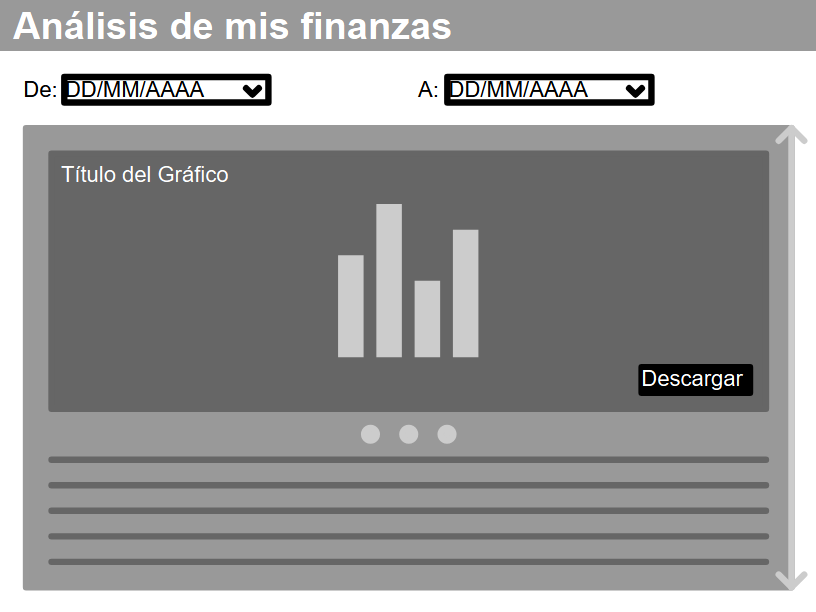 Análisis de mis finanzas
De: DD/MM/AAAA A: DD/MM/AAAA
Título del Gráfico
Descargar